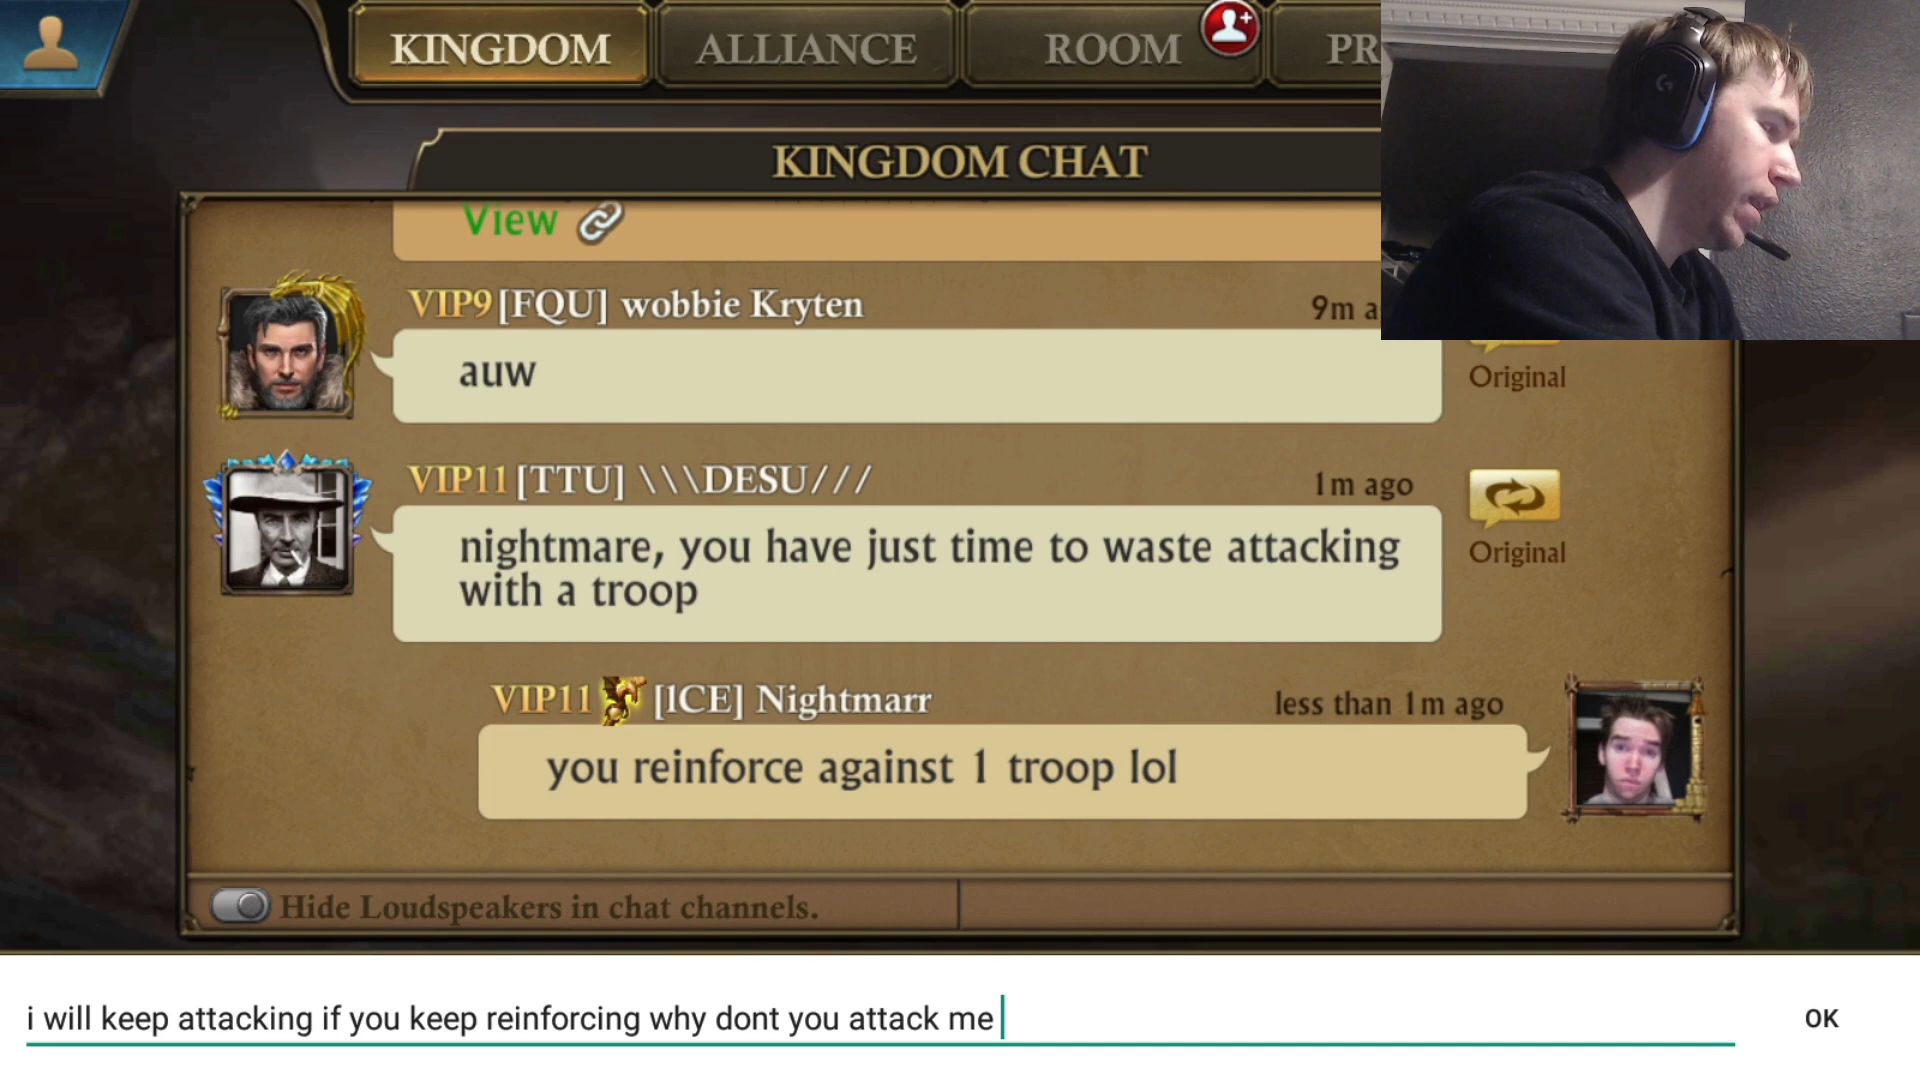 KINGDOM
ALLIANCE
ROOM
PR
KINGDOM CHAT
View
VIP9 [FQU] wobbie Kryten
9m a
auw
Original
VIP11 [TTU] \\\DESU///
1m ago
nightmare, you have just time to waste attacking
with a troop
Original
VIP11 [ICE] Nightmarr
less than 1m ago
you reinforce against 1 troop lol
Hide Loudspeakers in chat channels.
i will keep attacking if you keep reinforcing why dont you attack me
OK